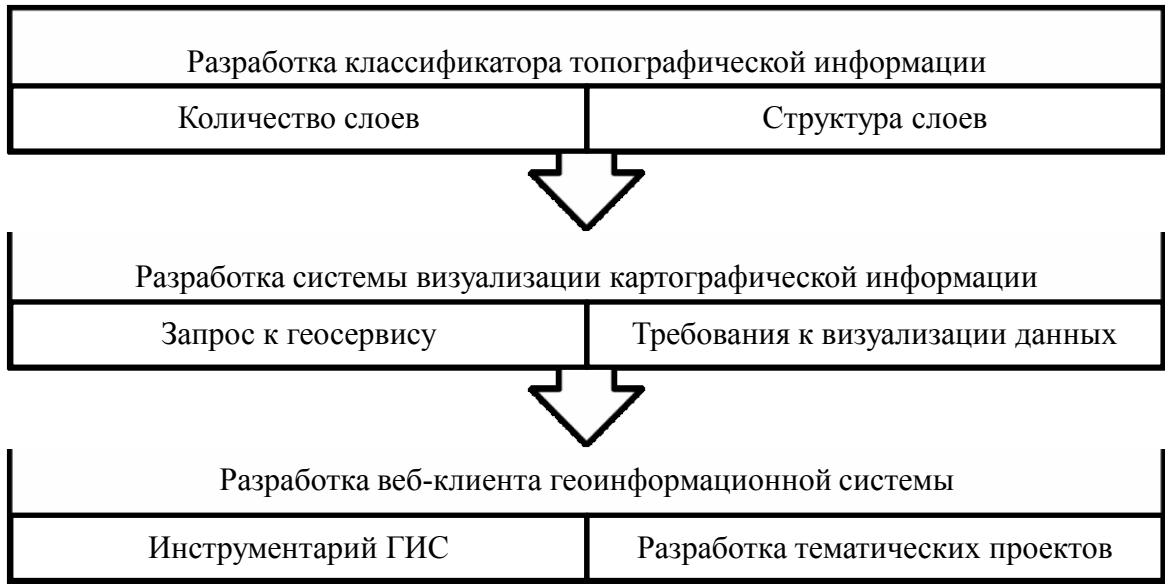 Разработка классификатора топографической информации
Количество слоев
Структура слоев
Разработка системы визуализации картографической информации
Запрос к геосервису
Требования к визуализации данных
Разработка веб-клиента геоинформационной системы
Инструментарий ГИС
Разработка тематических проектов